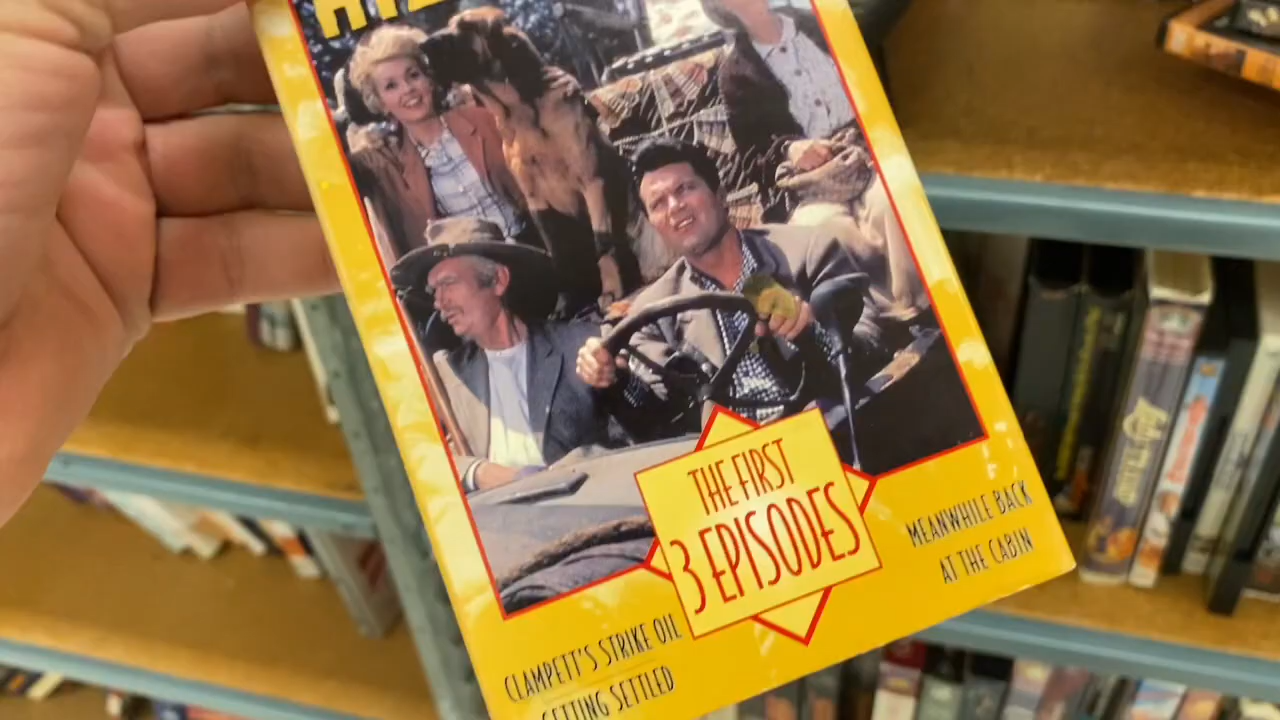 THE FIRST
3 EPISODES
MEANWHILE BACK
AT THE CABIN
CLAMPETT'S STRIKE OIL
GETTING SETTLED